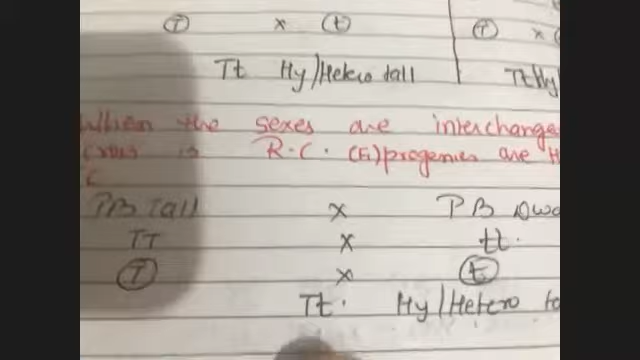 T x t T x
Tt Hy/Hetero tall Tt Hy/
When the sexes are interchange
cross is R.C. (F1) progenies are H
PB Tall x PB Dwa
TT x tt.
T x t
Tt. Hy/Hetero ta